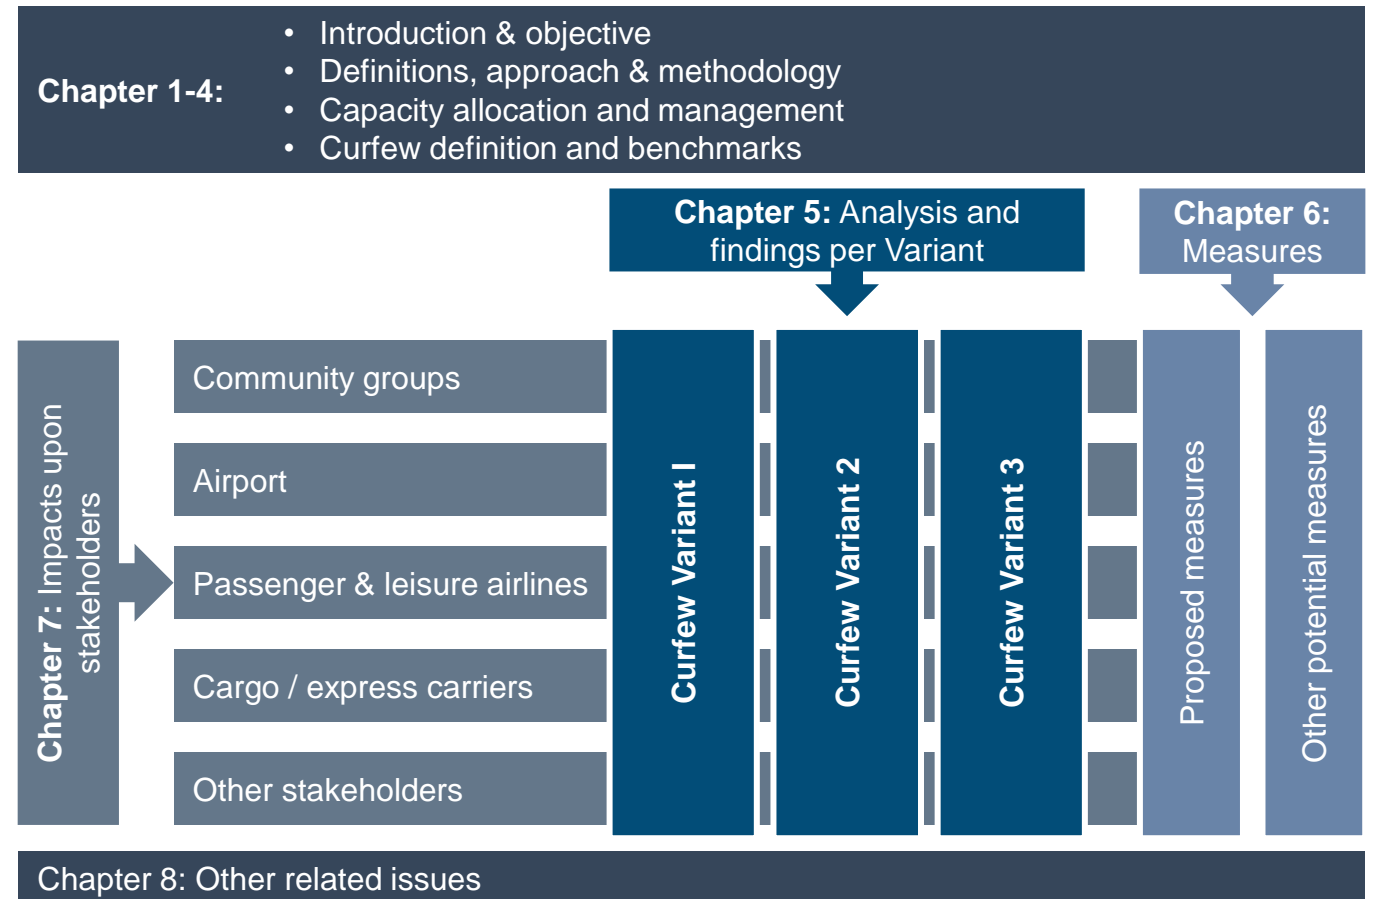 Chapter 1-4:
• Introduction & objective
• Definitions, approach & methodology
• Capacity allocation and management
• Curfew definition and benchmarks
Chapter 5: Analysis and
findings per Variant
Chapter 6:
Measures
Chapter 7: Impacts upon
stakeholders
Community groups
Airport
Passenger & leisure airlines
Cargo / express carriers
Other stakeholders
Curfew Variant I
Curfew Variant 2
Curfew Variant 3
Proposed measures
Other potential measures
Chapter 8: Other related issues